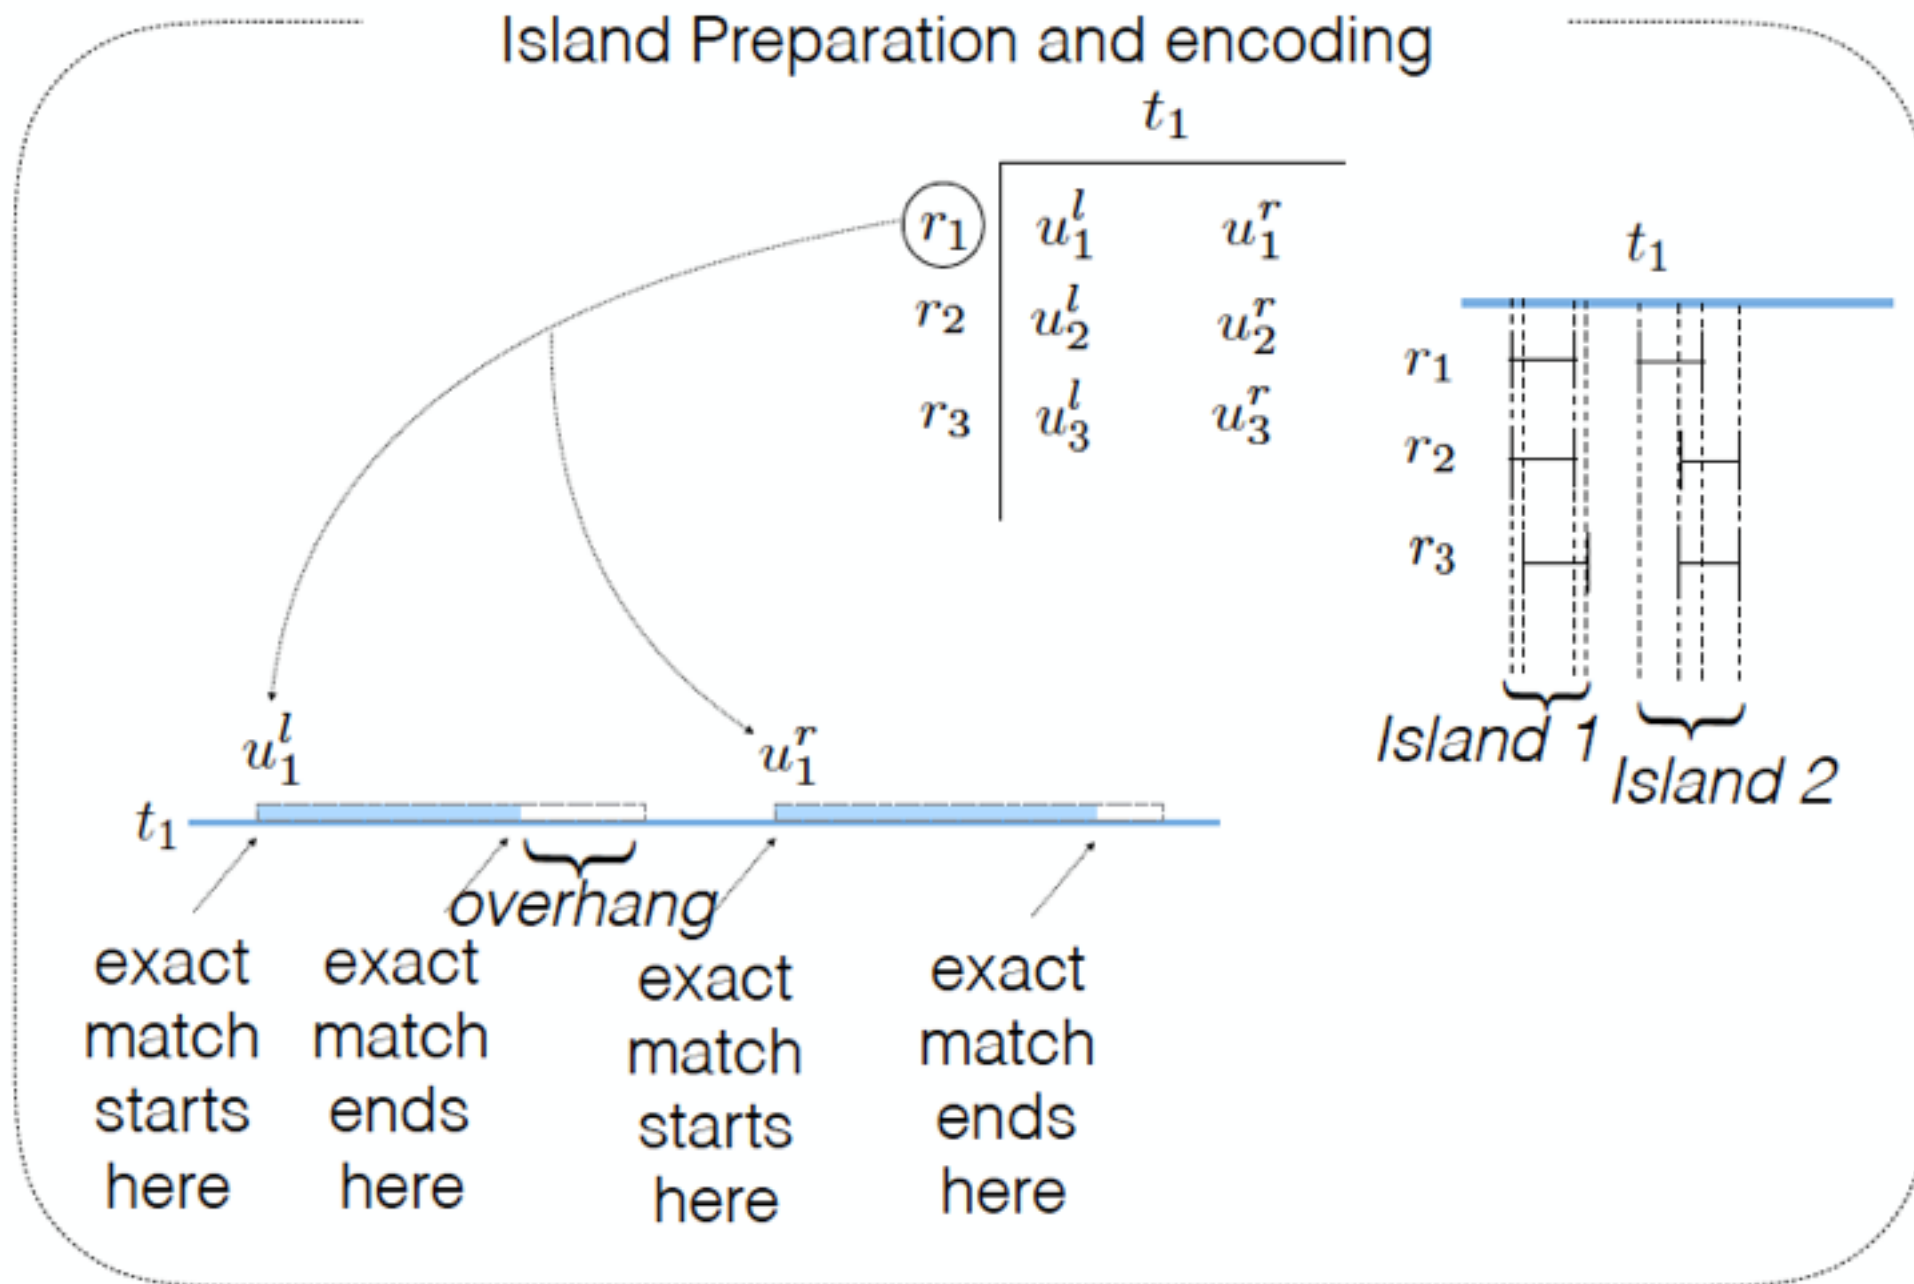 Island Preparation and encoding
t₁
r₁ u₁ˡ u₁ʳ
r₂ u₂ˡ u₂ʳ
r₃ u₃ˡ u₃ʳ
t₁
r₁
r₂
r₃
Island 1
Island 2
u₁ˡ u₁ʳ
t₁
overhang
exact
match
starts
here
exact
match
ends
here
exact
match
starts
here
exact
match
ends
here